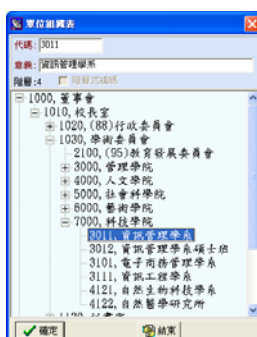 單位組織表
代碼: 3011
意義: 資訊管理學系
階層:4 階層式編碼
1000, 董事會
1010, 校長室
1020, (88)行政委員會
1030, 學術委員會
2100, (95)教育發展委員會
3000, 管理學院
4000, 人文學院
5000, 社會科學院
6000, 藝術學院
7000, 科技學院
3011, 資訊管理學系
3012, 資訊管理學系碩士班
3101, 電子商務管理學系
3111, 資訊工程學系
4121, 自然生物科技學系
4122, 自然醫學研究所
確定 結束